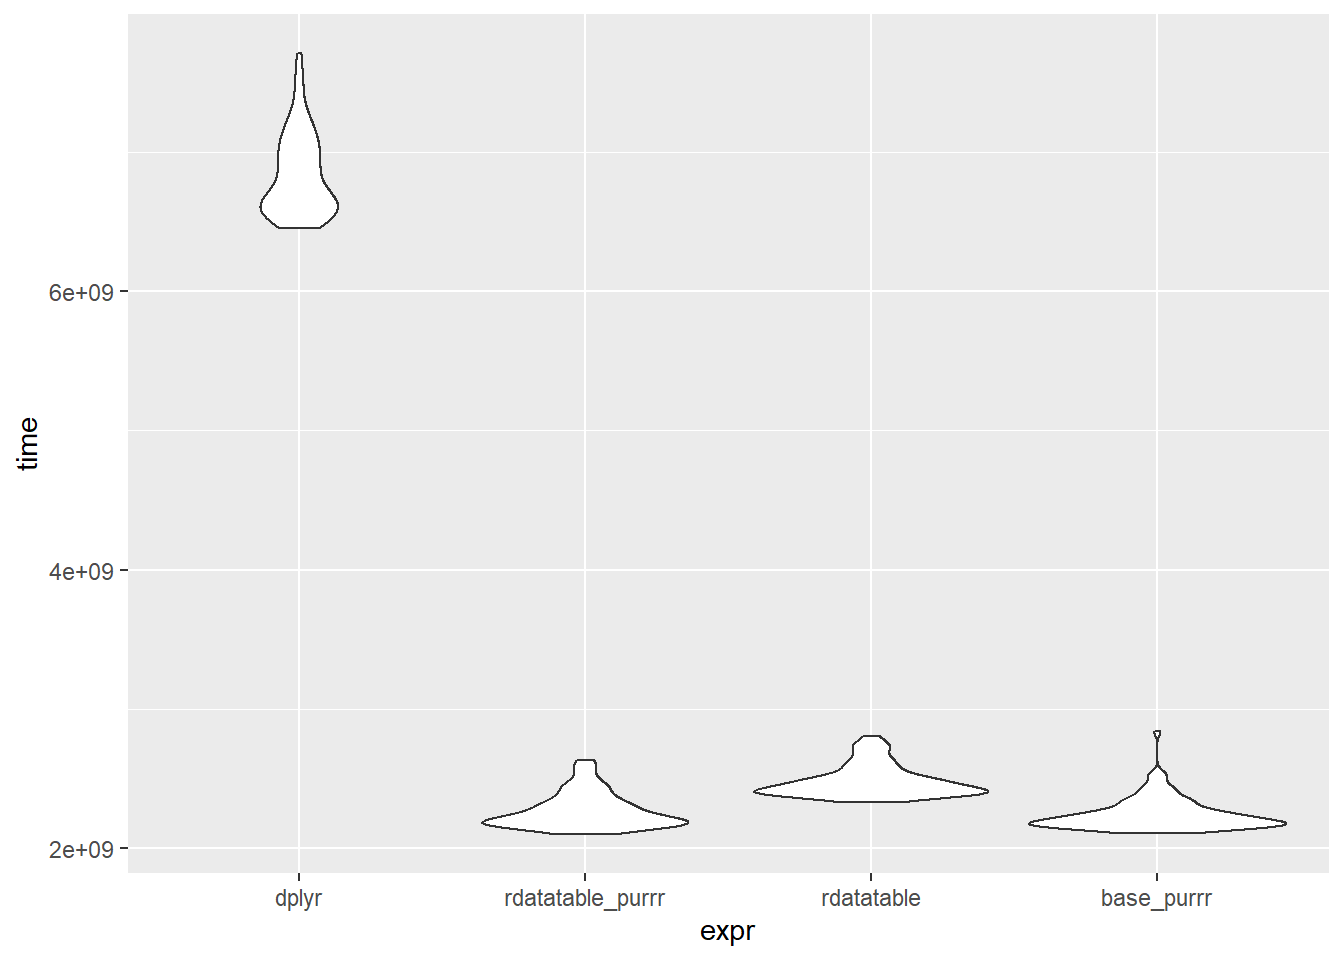 6e+09
4e+09
2e+09
time
dplyr
rdatatable_purrr
rdatatable
base_purrr
expr